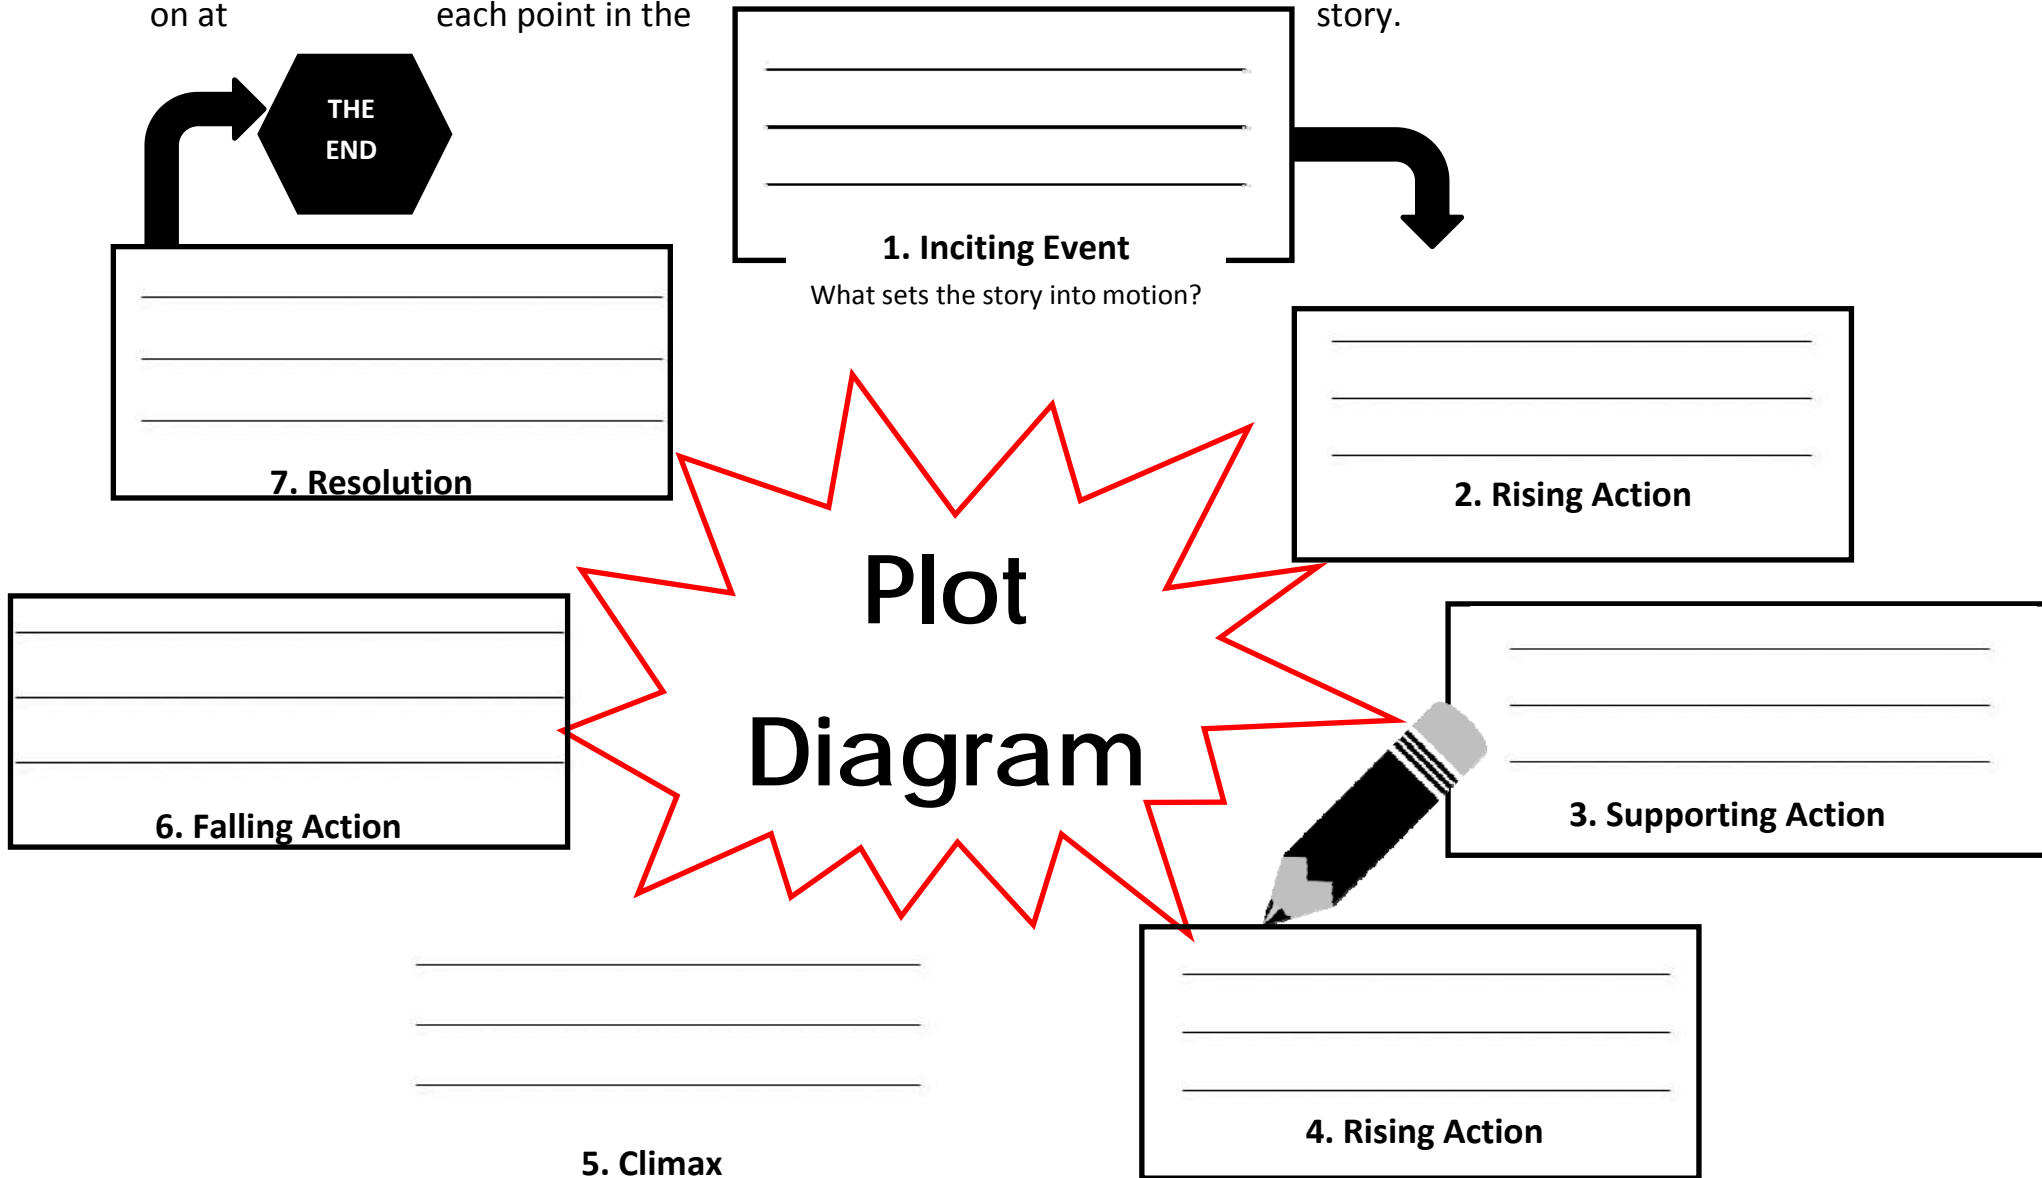 on at each point in the story.
THE
END
1. Inciting Event
What sets the story into motion?
7. Resolution
2. Rising Action
Plot
Diagram
3. Supporting Action
6. Falling Action
4. Rising Action
5. Climax